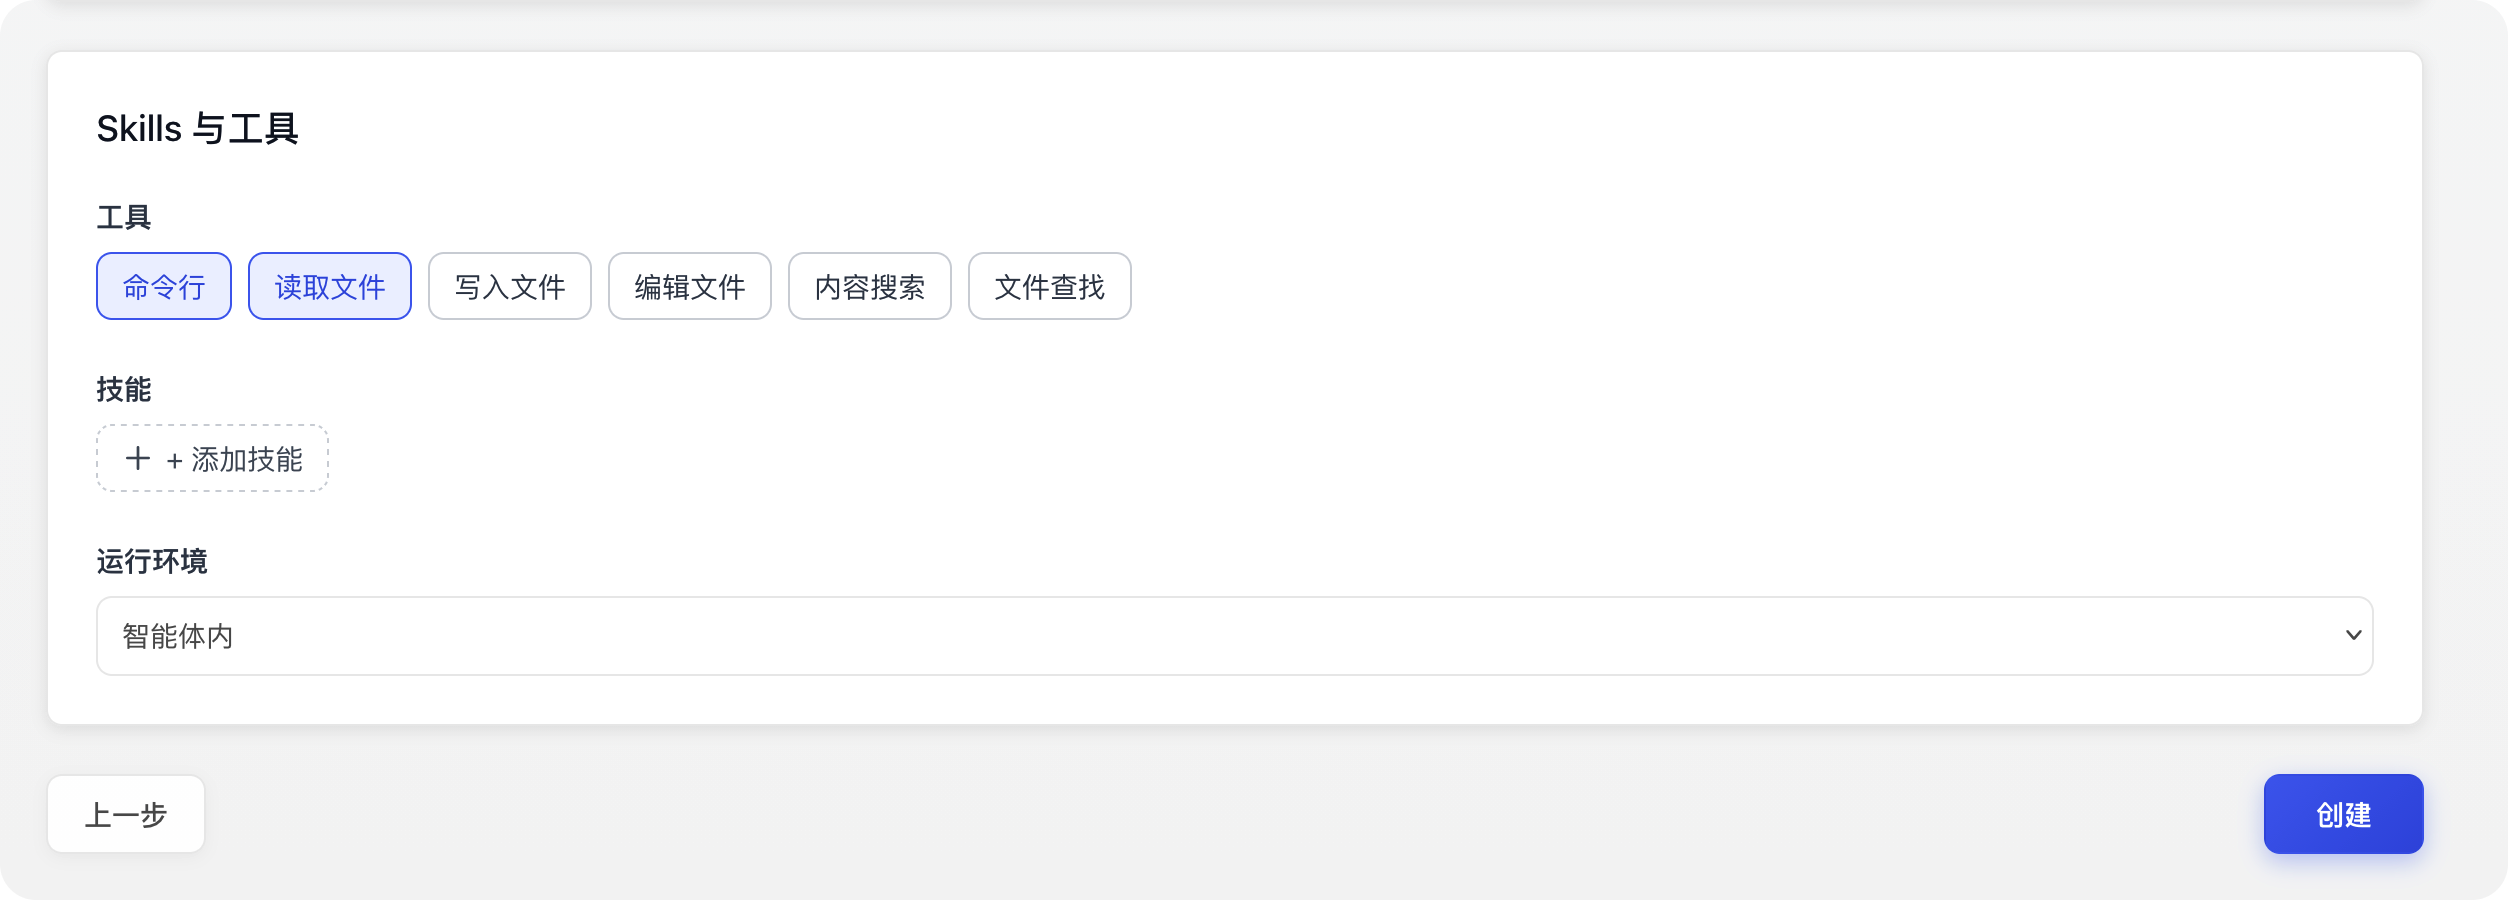 Skills 与工具
工具
命令行 读取文件 写入文件 编辑文件 内容搜索 文件查找
技能
+ 添加技能
运行环境
智能体内
上一步 创建